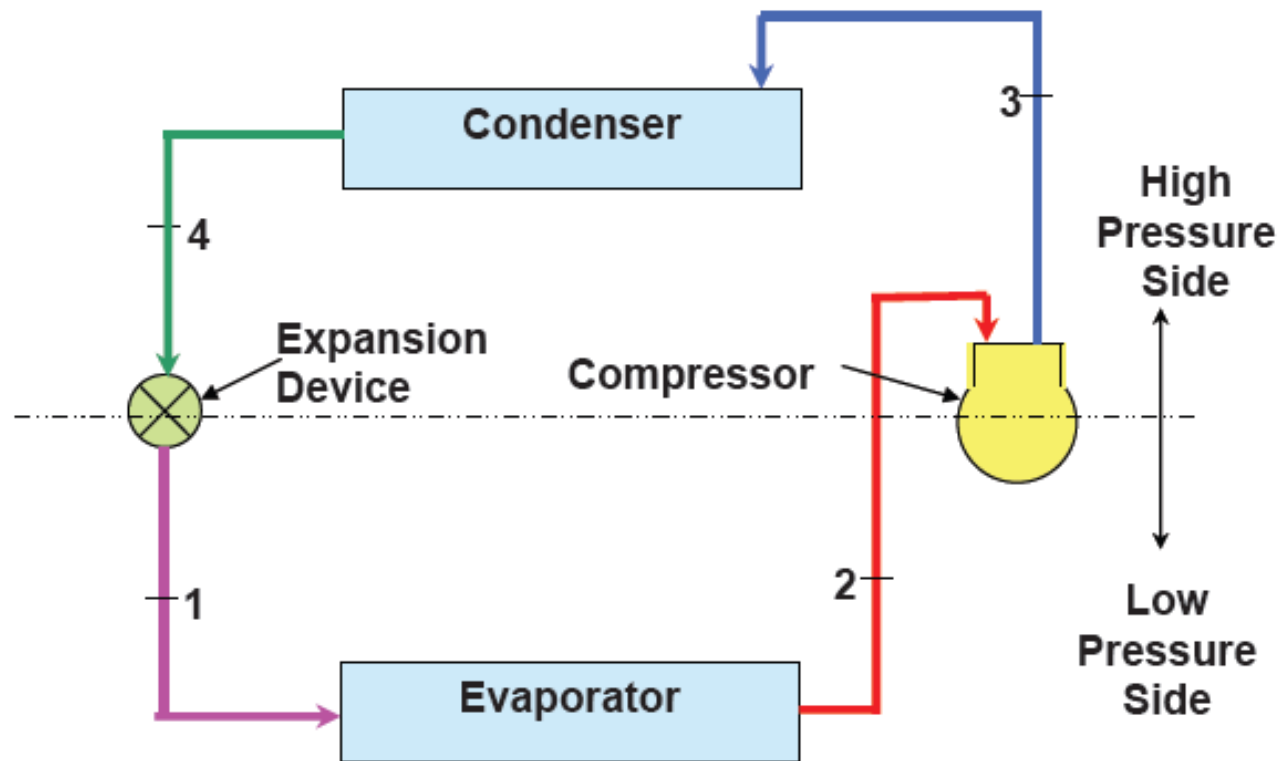 Condenser
3
High
Pressure
Side
4
Expansion
Device
Compressor
1
2
Low
Pressure
Side
Evaporator